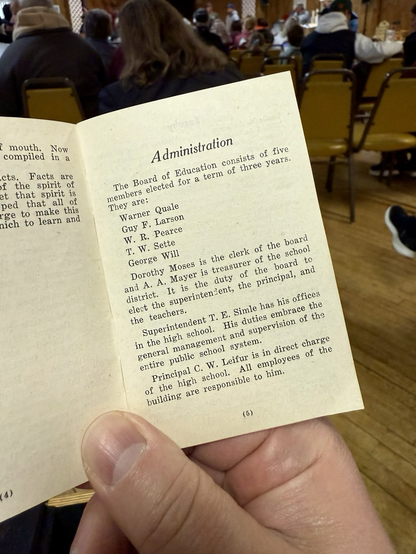 f mouth. Now
compiled in a
cts. Facts are
of the spirit of
et that spirit is
ped that all of
rge to make this
nich to learn and
(4)
Administration
The Board of Education consists of five
members elected for a term of three years.
They are:
Warner Quale
Guy F. Larson
W. R. Pearce
T. W. Sette
George Will
Dorothy Moses is the clerk of the board
and A. A. Mayer is treasurer of the school
district. It is the duty of the board to
elect the superintendent, the principal, and
the teachers.
Superintendent T. E. Simle has his offices
in the high school. His duties embrace the
general management and supervision of the
entire public school system.
Principal C. W. Leifur is in direct charge
of the high school. All employees of the
building are responsible to him.
(5)